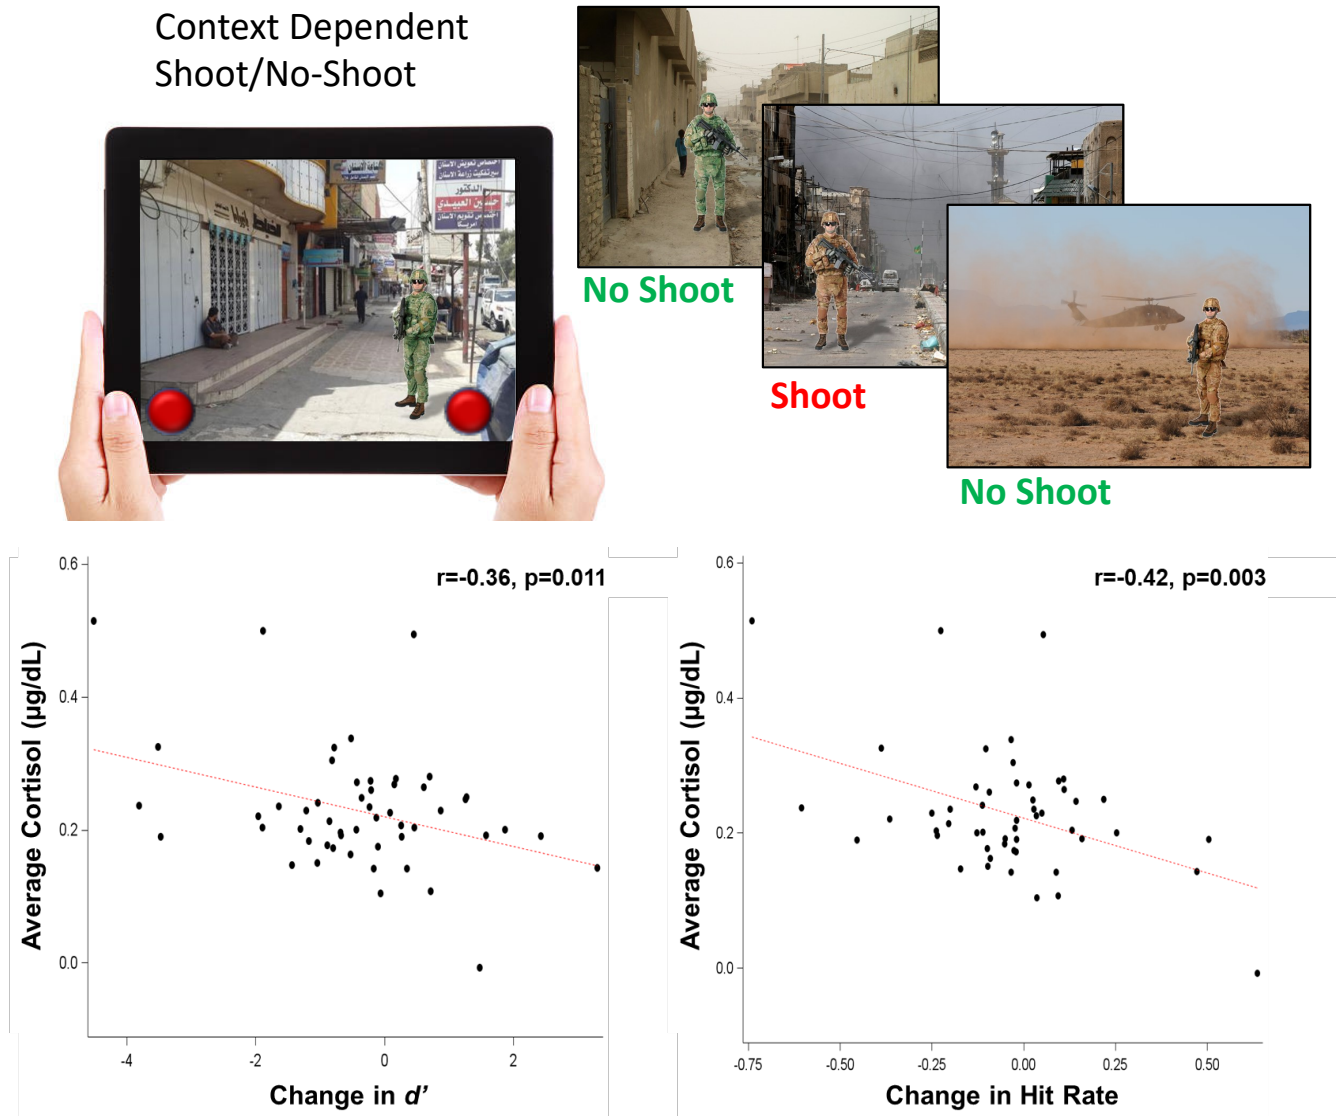 Context Dependent
Shoot/No-Shoot
الدكتور
حسين العبيدي
No Shoot
Shoot
No Shoot
r=-0.36, p=0.011
Average Cortisol (µg/dL)
0.6
0.4
0.2
0.0
-4
-2
0
2
Change in d’
r=-0.42, p=0.003
Average Cortisol (µg/dL)
0.6
0.4
0.2
0.0
-0.75
-0.50
-0.25
0.00
0.25
0.50
Change in Hit Rate